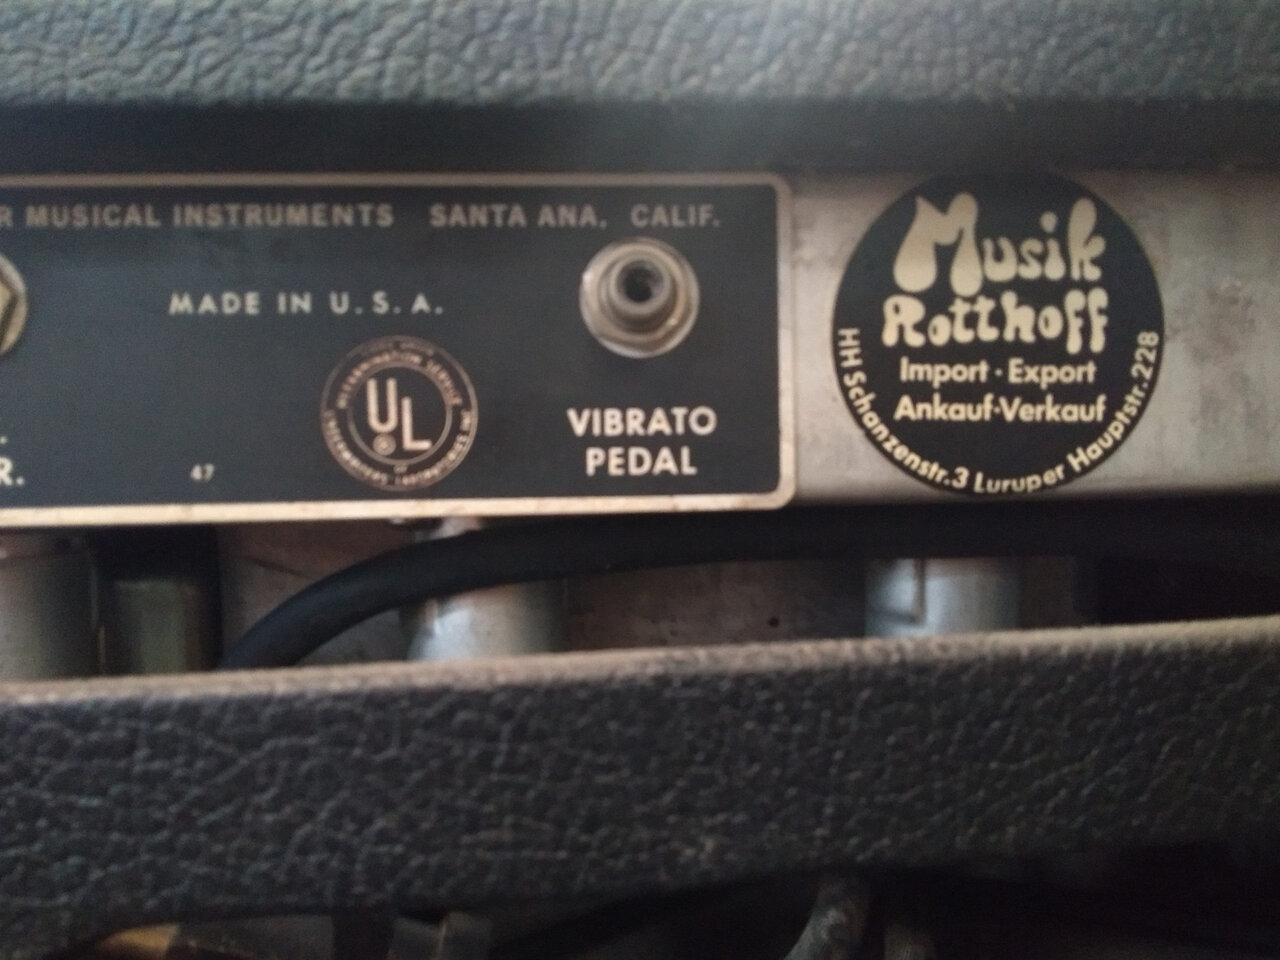 R MUSICAL INSTRUMENTS SANTA ANA, CALIF.
MADE IN U.S.A.
UL
®
47
R.
VIBRATO
PEDAL
Musik
Rotthoff
Import · Export
Ankauf·Verkauf
HH Schanzenstr.3 Luruper Hauptstr.228